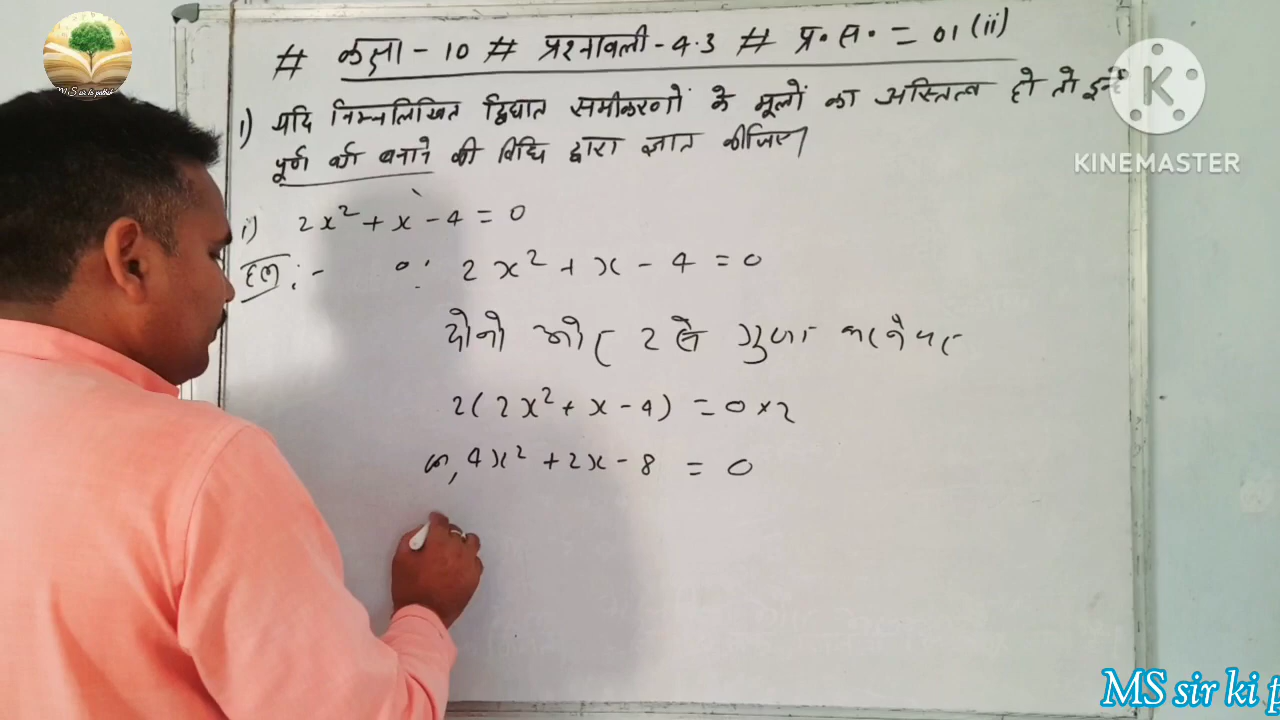 # कक्षा - 10 # प्रश्नावली - 4.3 # प्र॰ स॰ = 01 (ii)
1) यदि निम्नलिखित द्विघात समीकरणों के मूलों का अस्तित्व हो तो इन्हें
पूर्ण वर्ग बनाने की विधि द्वारा ज्ञात कीजिए।
i) 2x² + x - 4 = 0
हल :- ∵ 2x² + x - 4 = 0
दोनो ओर 2 से गुणा करने पर
2(2x² + x - 4) = 0 × 2
4x² + 2x - 8 = 0
KINEMASTER
MS sir ki p